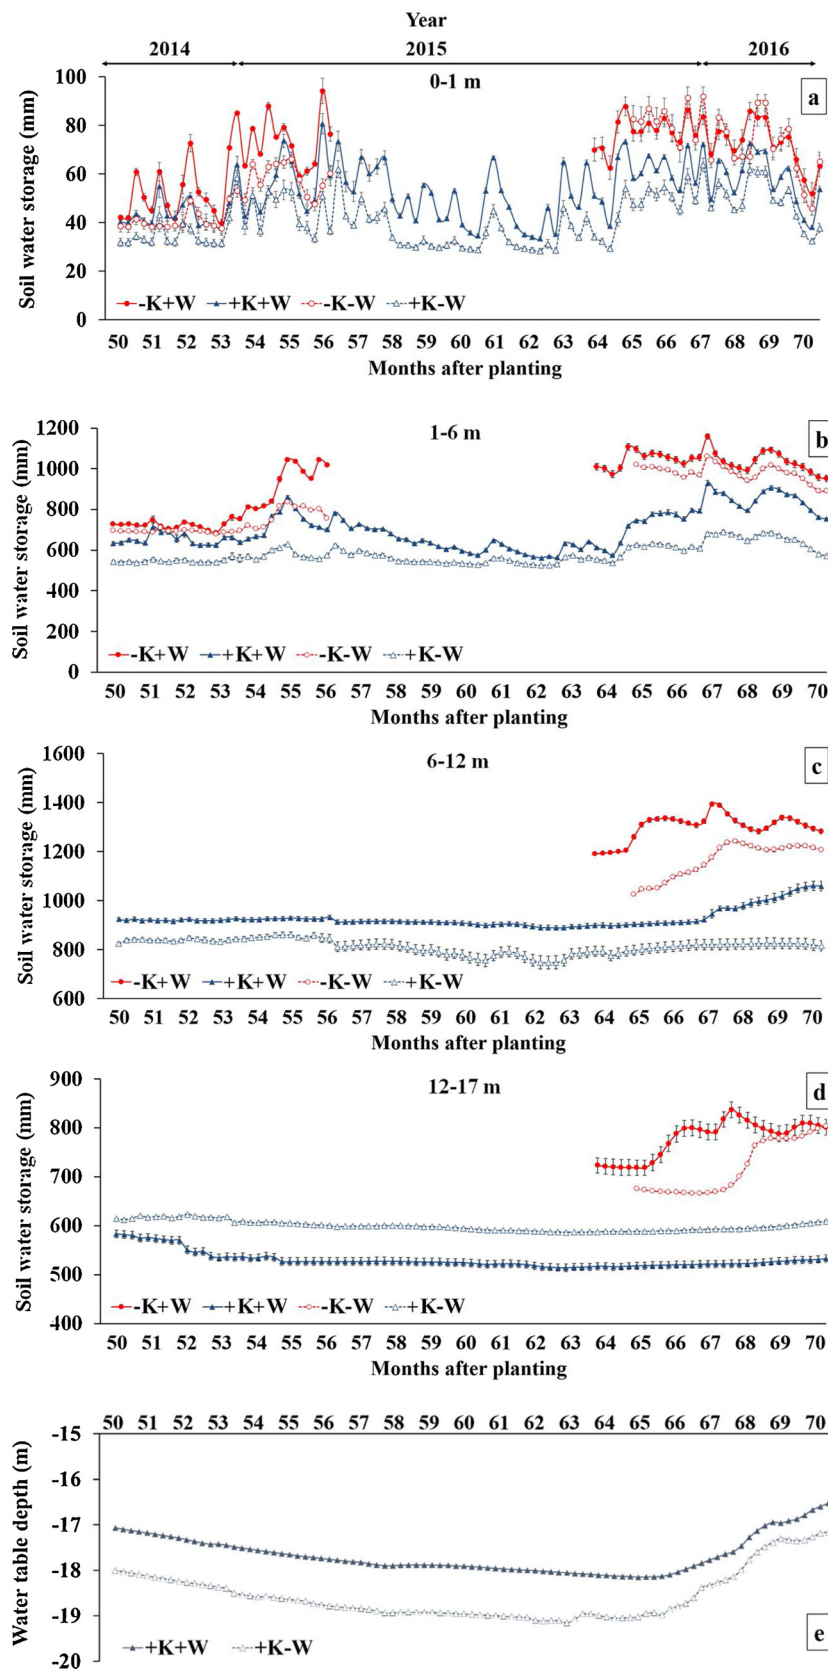 Year
2014 2015 2016
0-1 m
a
Soil water storage (mm)
100
80
60
40
20
0
-K+W +K+W -K-W +K-W
50 51 52 53 54 55 56 57 58 59 60 61 62 63 64 65 66 67 68 69 70
Months after planting
1-6 m
b
Soil water storage (mm)
1200
1000
800
600
400
200
0
-K+W +K+W -K-W +K-W
50 51 52 53 54 55 56 57 58 59 60 61 62 63 64 65 66 67 68 69 70
Months after planting
6-12 m
c
Soil water storage (mm)
1600
1400
1200
1000
800
600
-K+W +K+W -K-W +K-W
50 51 52 53 54 55 56 57 58 59 60 61 62 63 64 65 66 67 68 69 70
Months after planting
12-17 m
d
Soil water storage (mm)
900
800
700
600
500
400
-K+W +K+W -K-W +K-W
50 51 52 53 54 55 56 57 58 59 60 61 62 63 64 65 66 67 68 69 70
Months after planting
50 51 52 53 54 55 56 57 58 59 60 61 62 63 64 65 66 67 68 69 70
Water table depth (m)
-15
-16
-17
-18
-19
-20
+K+W +K-W
e